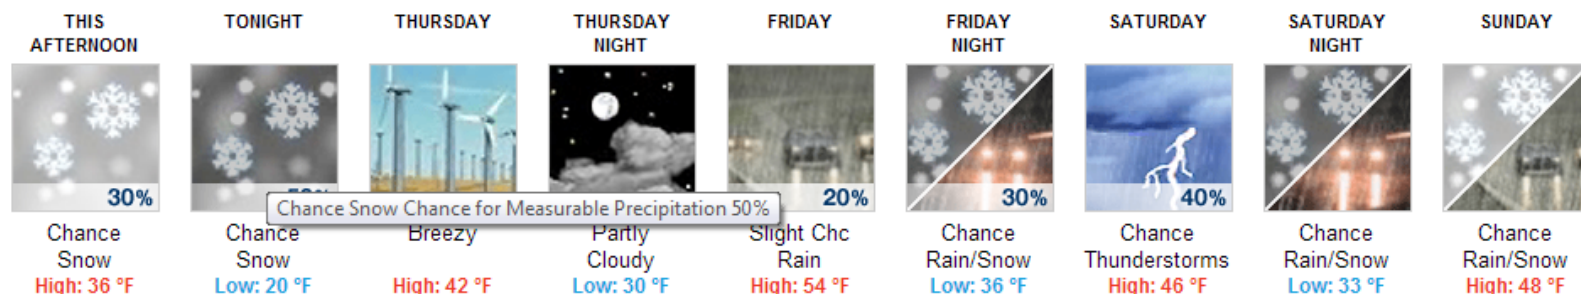 THIS
AFTERNOON
TONIGHT
THURSDAY
THURSDAY
NIGHT
FRIDAY
FRIDAY
NIGHT
SATURDAY
SATURDAY
NIGHT
SUNDAY
30%
20%
30%
40%
Chance Snow Chance for Measurable Precipitation 50%
Chance
Snow
High: 36 °F
Chance
Snow
Low: 20 °F
Breezy
High: 42 °F
Partly
Cloudy
Low: 30 °F
Slight Chc
Rain
High: 54 °F
Chance
Rain/Snow
Low: 36 °F
Chance
Thunderstorms
High: 46 °F
Chance
Rain/Snow
Low: 33 °F
Chance
Rain/Snow
High: 48 °F